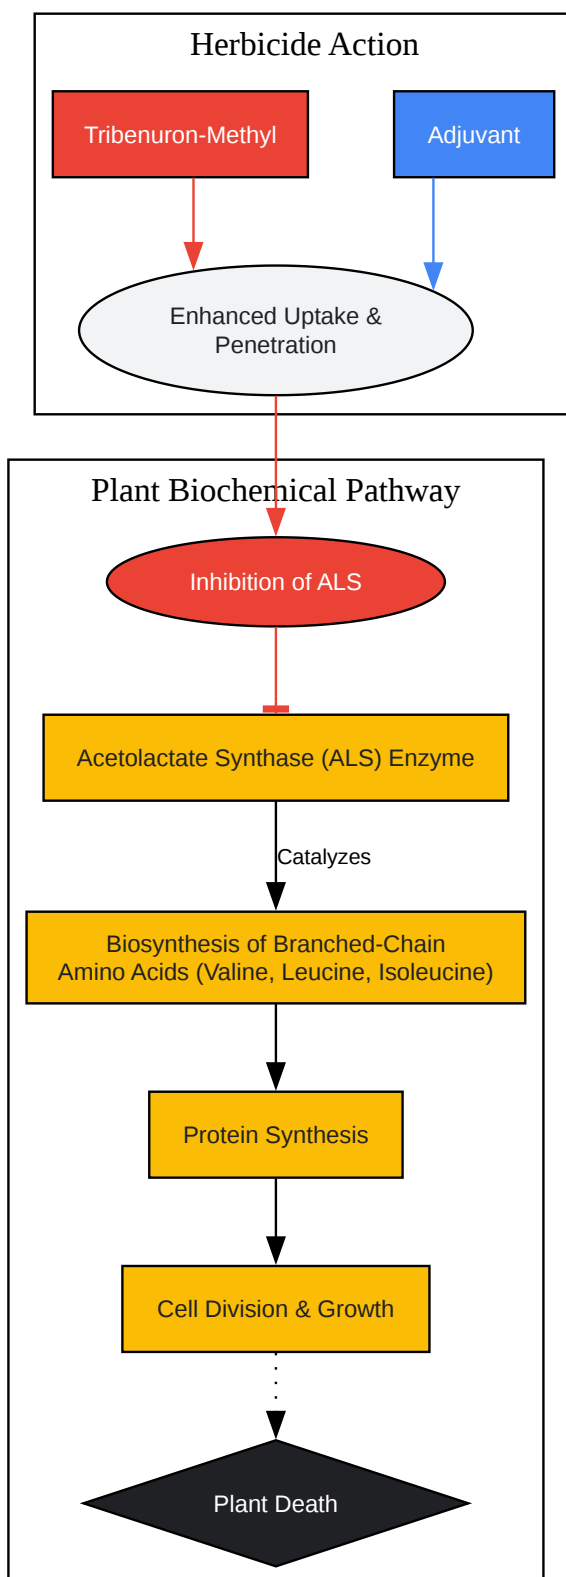 Herbicide Action
Tribenuron-Methyl
Adjuvant
Enhanced Uptake &
Penetration
Plant Biochemical Pathway
Inhibition of ALS
Acetolactate Synthase (ALS) Enzyme
Catalyzes
Biosynthesis of Branched-Chain
Amino Acids (Valine, Leucine, Isoleucine)
Protein Synthesis
Cell Division & Growth
Plant Death